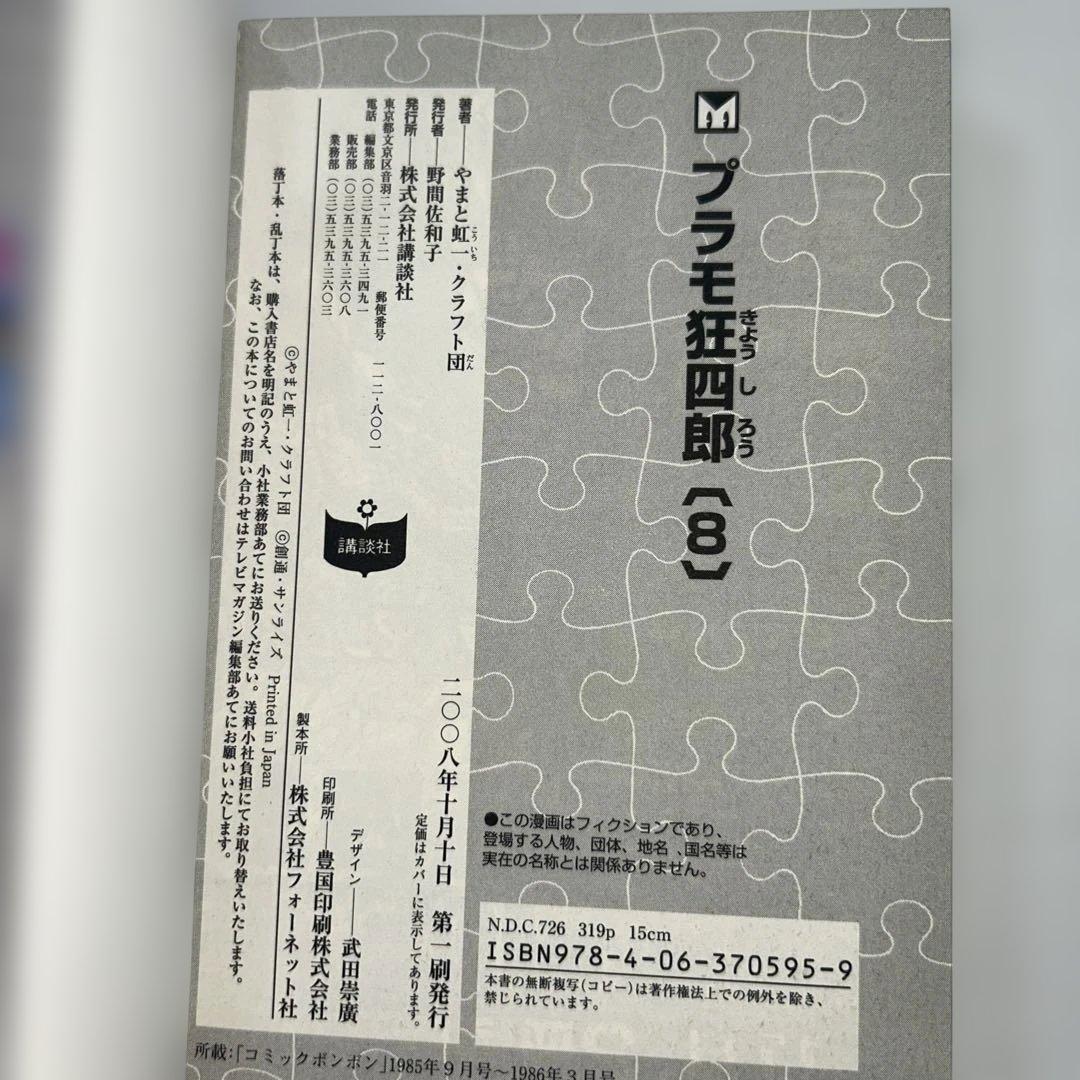 プラモ狂四郎〔8〕
きょうしろう
著者――やまと虹一・クラフト団
こういち
だん
発行者――野間佐和子
発行所――株式会社講談社
東京都文京区音羽二-一二-二一 郵便番号 一一二-八〇〇一
電話 編集部 (〇三)五三九五-三四九一
販売部 (〇三)五三九五-三六〇八
業務部 (〇三)五三九五-三六〇三
講談社
二〇〇八年十月十日 第一刷発行
定価はカバーに表示してあります。
デザイン――武田崇廣
印刷所――豊国印刷株式会社
製本所――株式会社フォーネット社
©やまと虹一・クラフト団 ©創通・サンライズ Printed in Japan
落丁本・乱丁本は、購入書店名を明記のうえ、小社業務部あてにお送りください。送料小社負担にてお取り替えいたします。
なお、この本についてのお問い合わせはテレビマガジン編集部あてにお願いいたします。
●この漫画はフィクションであり、
登場する人物、団体、地名、国名等は
実在の名称とは関係ありません。
N.D.C.726 319p 15cm
ISBN978-4-06-370595-9
本書の無断複写(コピー)は著作権法上での例外を除き、
禁じられています。
所載:「コミックボンボン」1985年9月号～1986年3月号